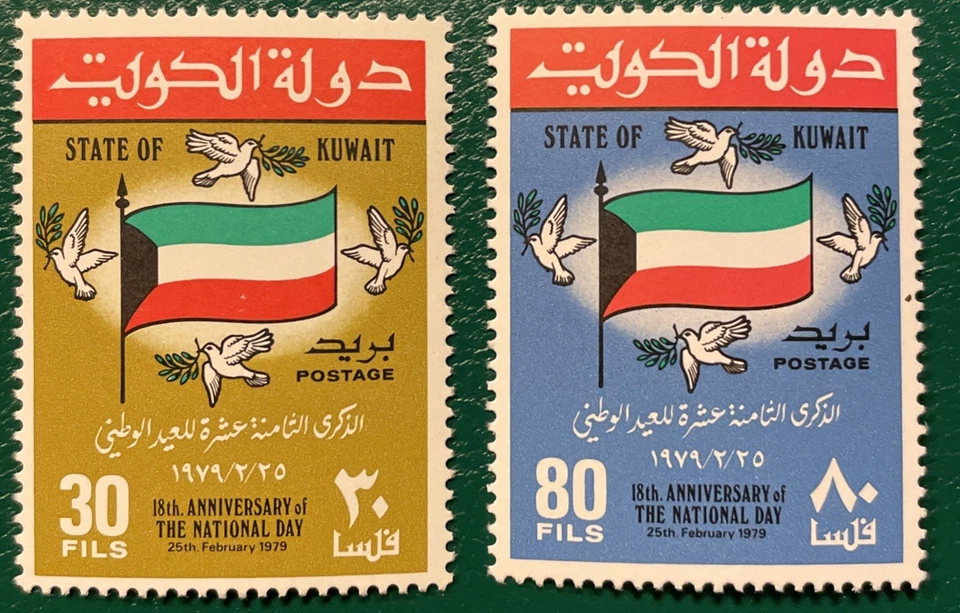 دولة الكويت
STATE OF KUWAIT
بريد
POSTAGE
الذكرى الثامنة عشرة للعيد الوطني
١٩٧٩/٢/٢٥
30
FILS
18th. ANNIVERSARY of
THE NATIONAL DAY
25th. February 1979
٣٠
فلسا
دولة الكويت
STATE OF KUWAIT
بريد
POSTAGE
الذكرى الثامنة عشرة للعيد الوطني
١٩٧٩/٢/٢٥
80
FILS
18th. ANNIVERSARY of
THE NATIONAL DAY
25th. February 1979
٨٠
فلسا